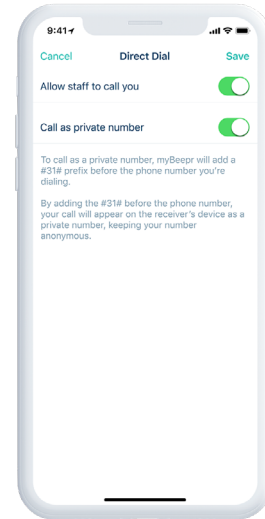 9:41
Cancel Direct Dial Save
Allow staff to call you
Call as private number
To call as a private number, myBeepr will add a
#31# prefix before the phone number you're
dialing.
By adding the #31# before the phone number,
your call will appear on the receiver's device as a
private number, keeping your number
anonymous.